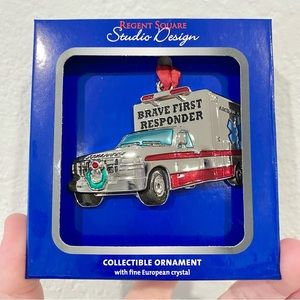 REGENT SQUARE
Studio Design
BRAVE FIRST
RESPONDER
COLLECTIBLE ORNAMENT
with fine European crystal